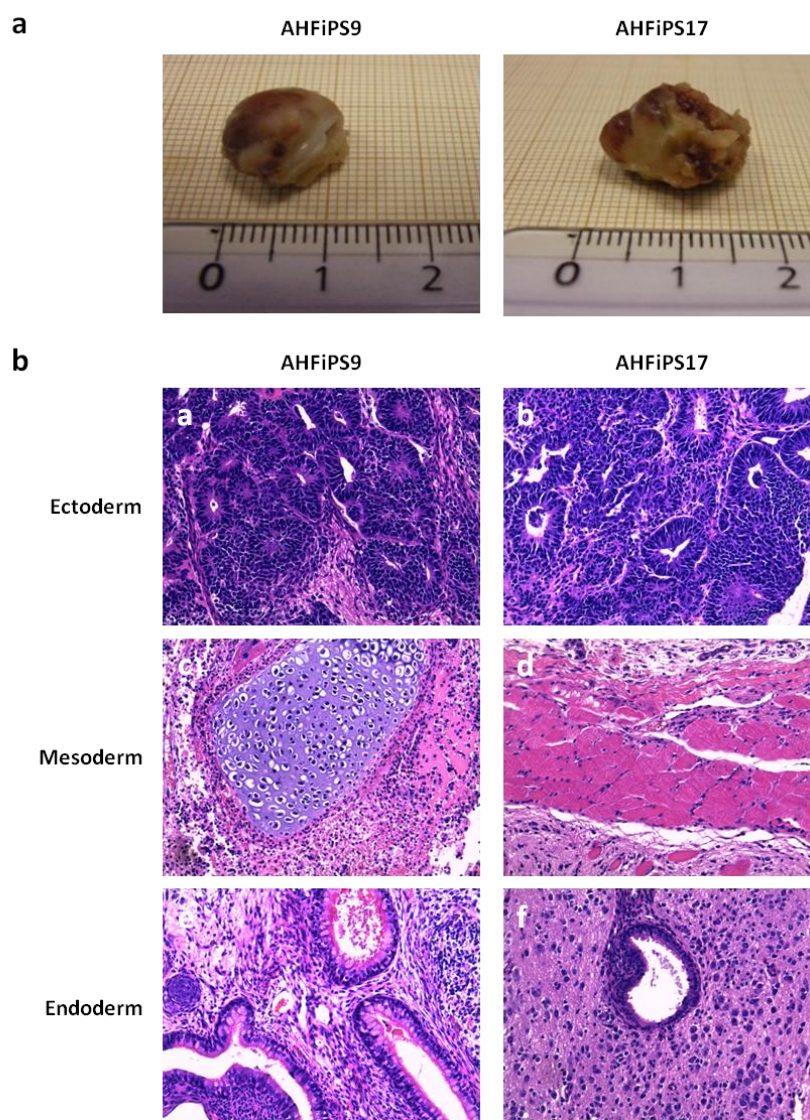 a
AHFiPS9 AHFiPS17
0 1 2
0 1 2
b
AHFiPS9 AHFiPS17
a
b
Ectoderm
c
d
Mesoderm
e
f
Endoderm